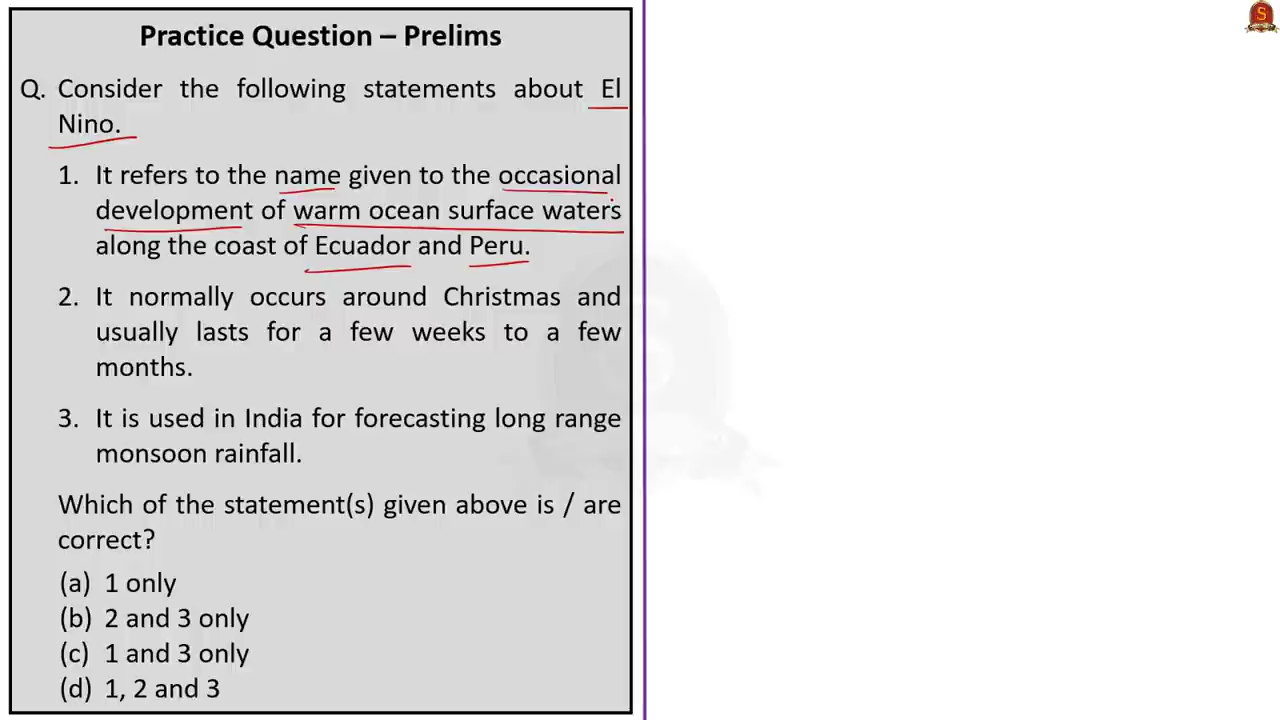 Practice Question – Prelims
Q. Consider the following statements about El
Nino.
1. It refers to the name given to the occasional
development of warm ocean surface waters
along the coast of Ecuador and Peru.
2. It normally occurs around Christmas and
usually lasts for a few weeks to a few
months.
3. It is used in India for forecasting long range
monsoon rainfall.
Which of the statement(s) given above is / are
correct?
(a) 1 only
(b) 2 and 3 only
(c) 1 and 3 only
(d) 1, 2 and 3
S